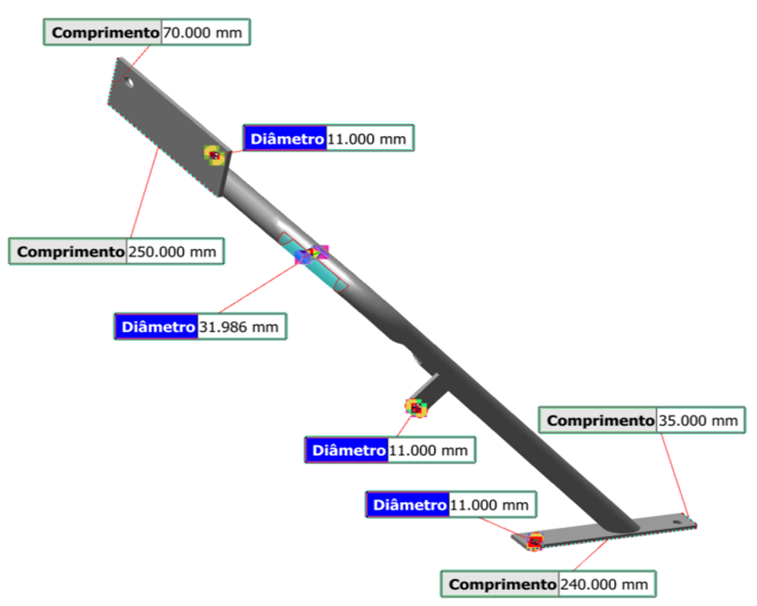 Comprimento 70.000 mm
Diâmetro 11.000 mm
Comprimento 250.000 mm
Diâmetro 31.986 mm
Comprimento 35.000 mm
Diâmetro 11.000 mm
Diâmetro 11.000 mm
Comprimento 240.000 mm